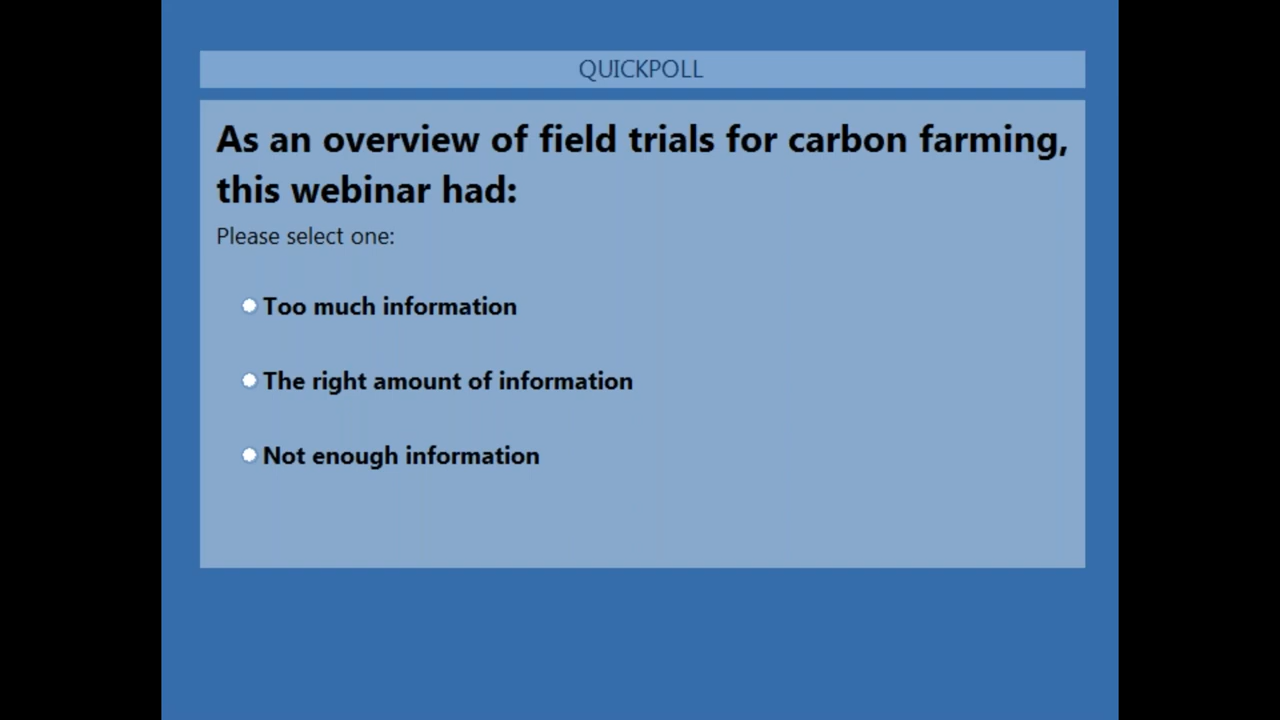 QUICKPOLL
As an overview of field trials for carbon farming,
this webinar had:
Please select one:
Too much information
The right amount of information
Not enough information